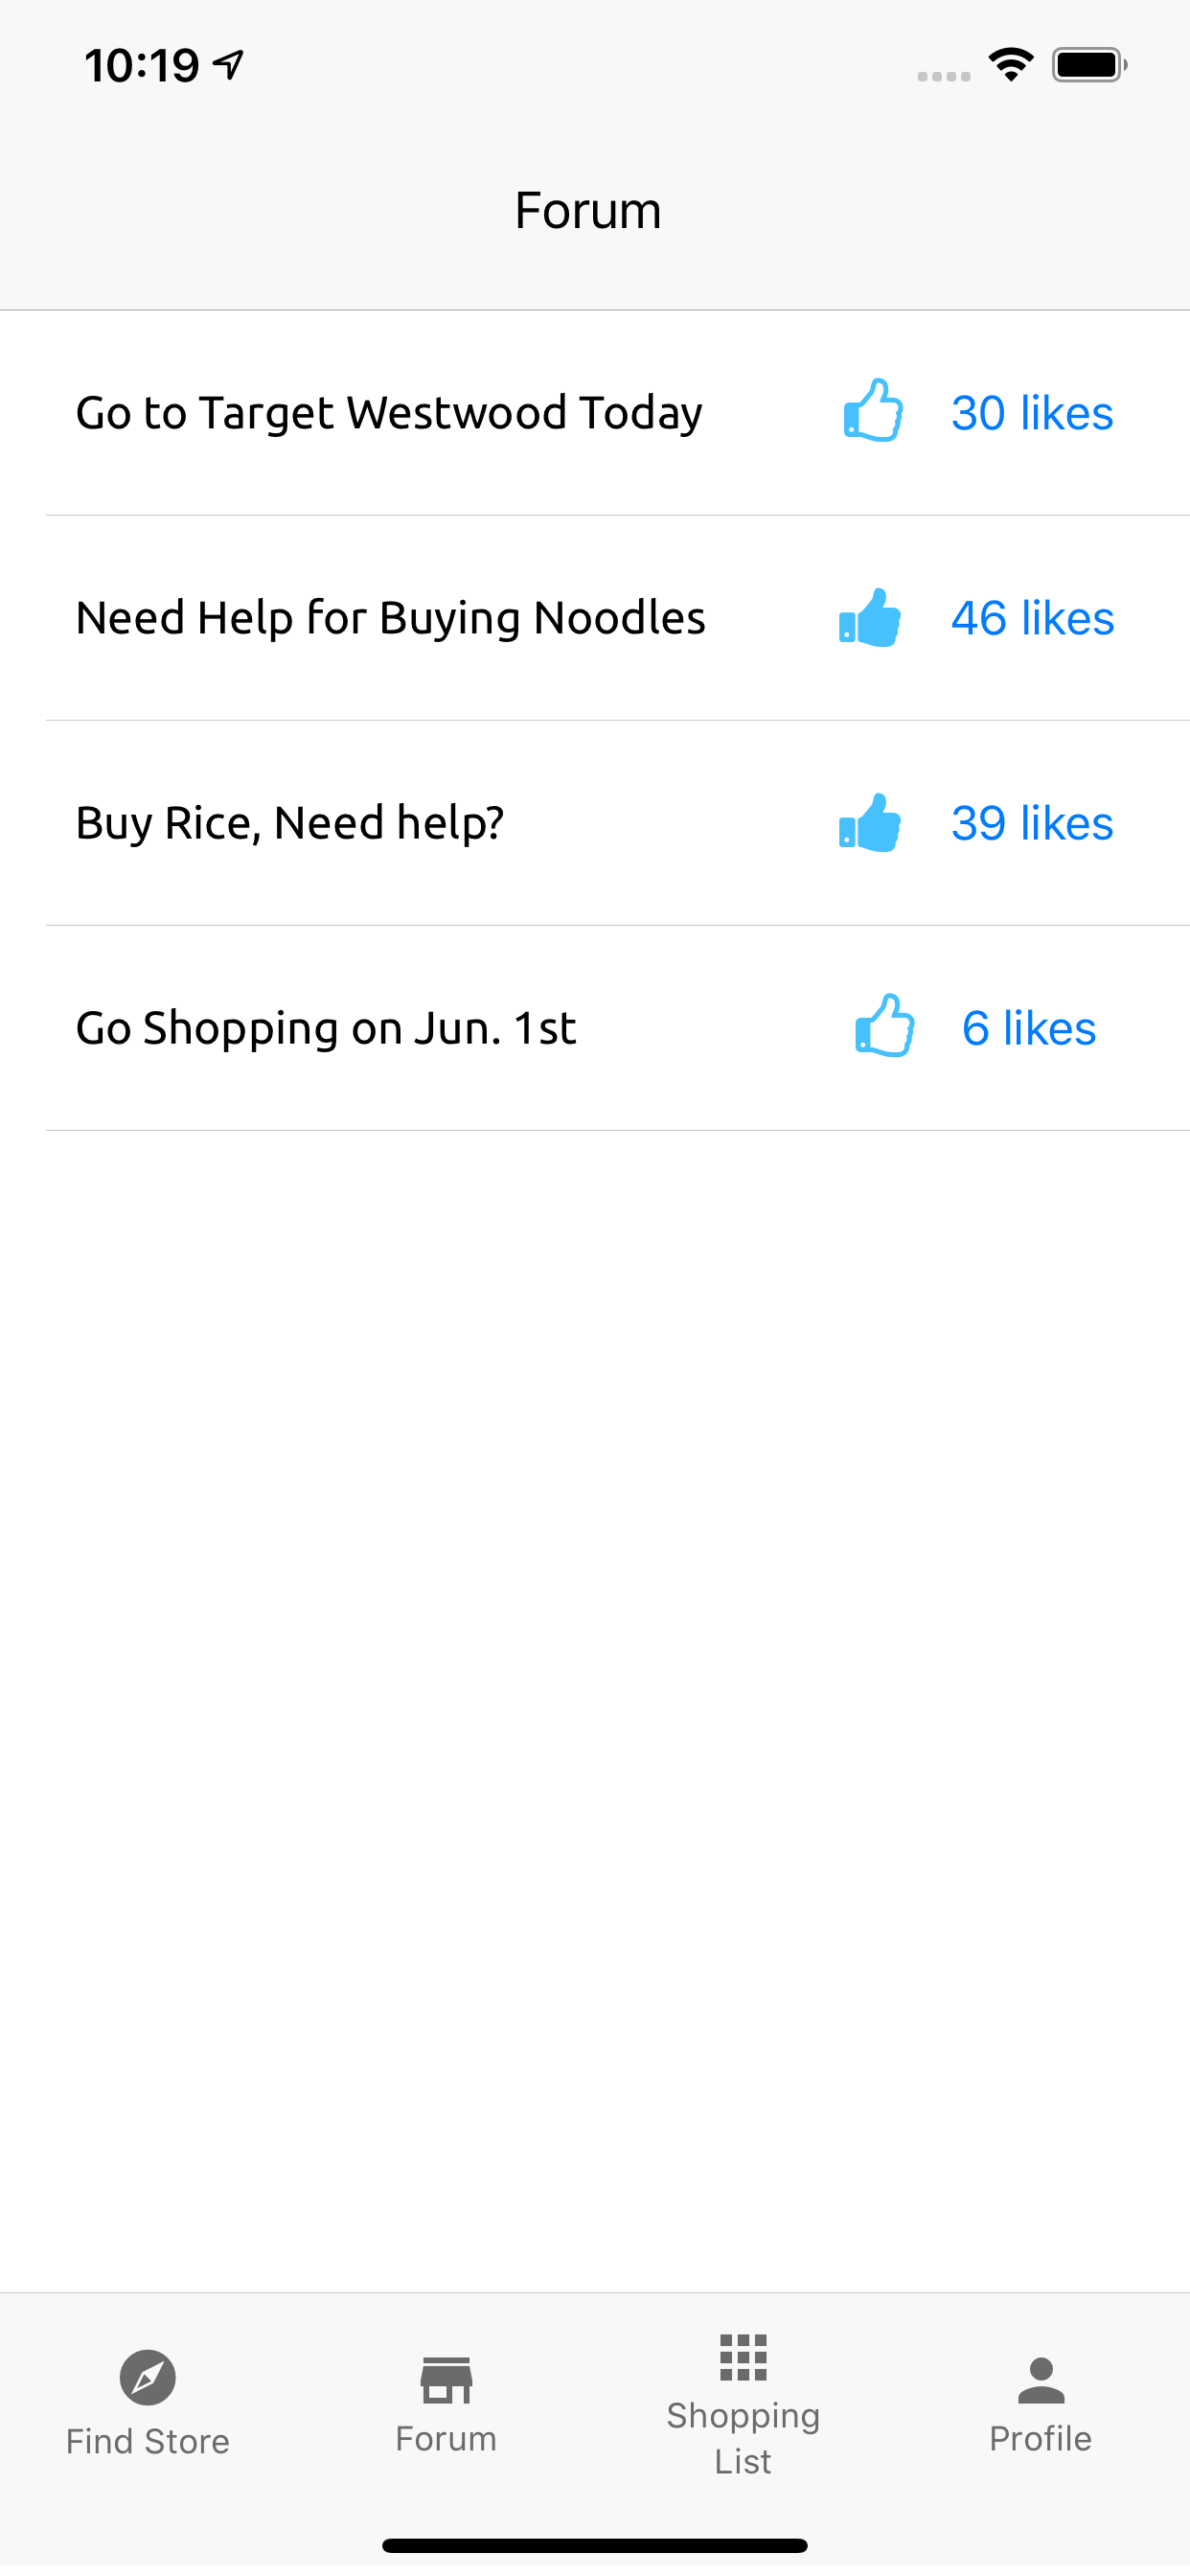 10:19
Forum
Go to Target Westwood Today 30 likes
Need Help for Buying Noodles 46 likes
Buy Rice, Need help? 39 likes
Go Shopping on Jun. 1st 6 likes
Find Store
Forum
Shopping
List
Profile